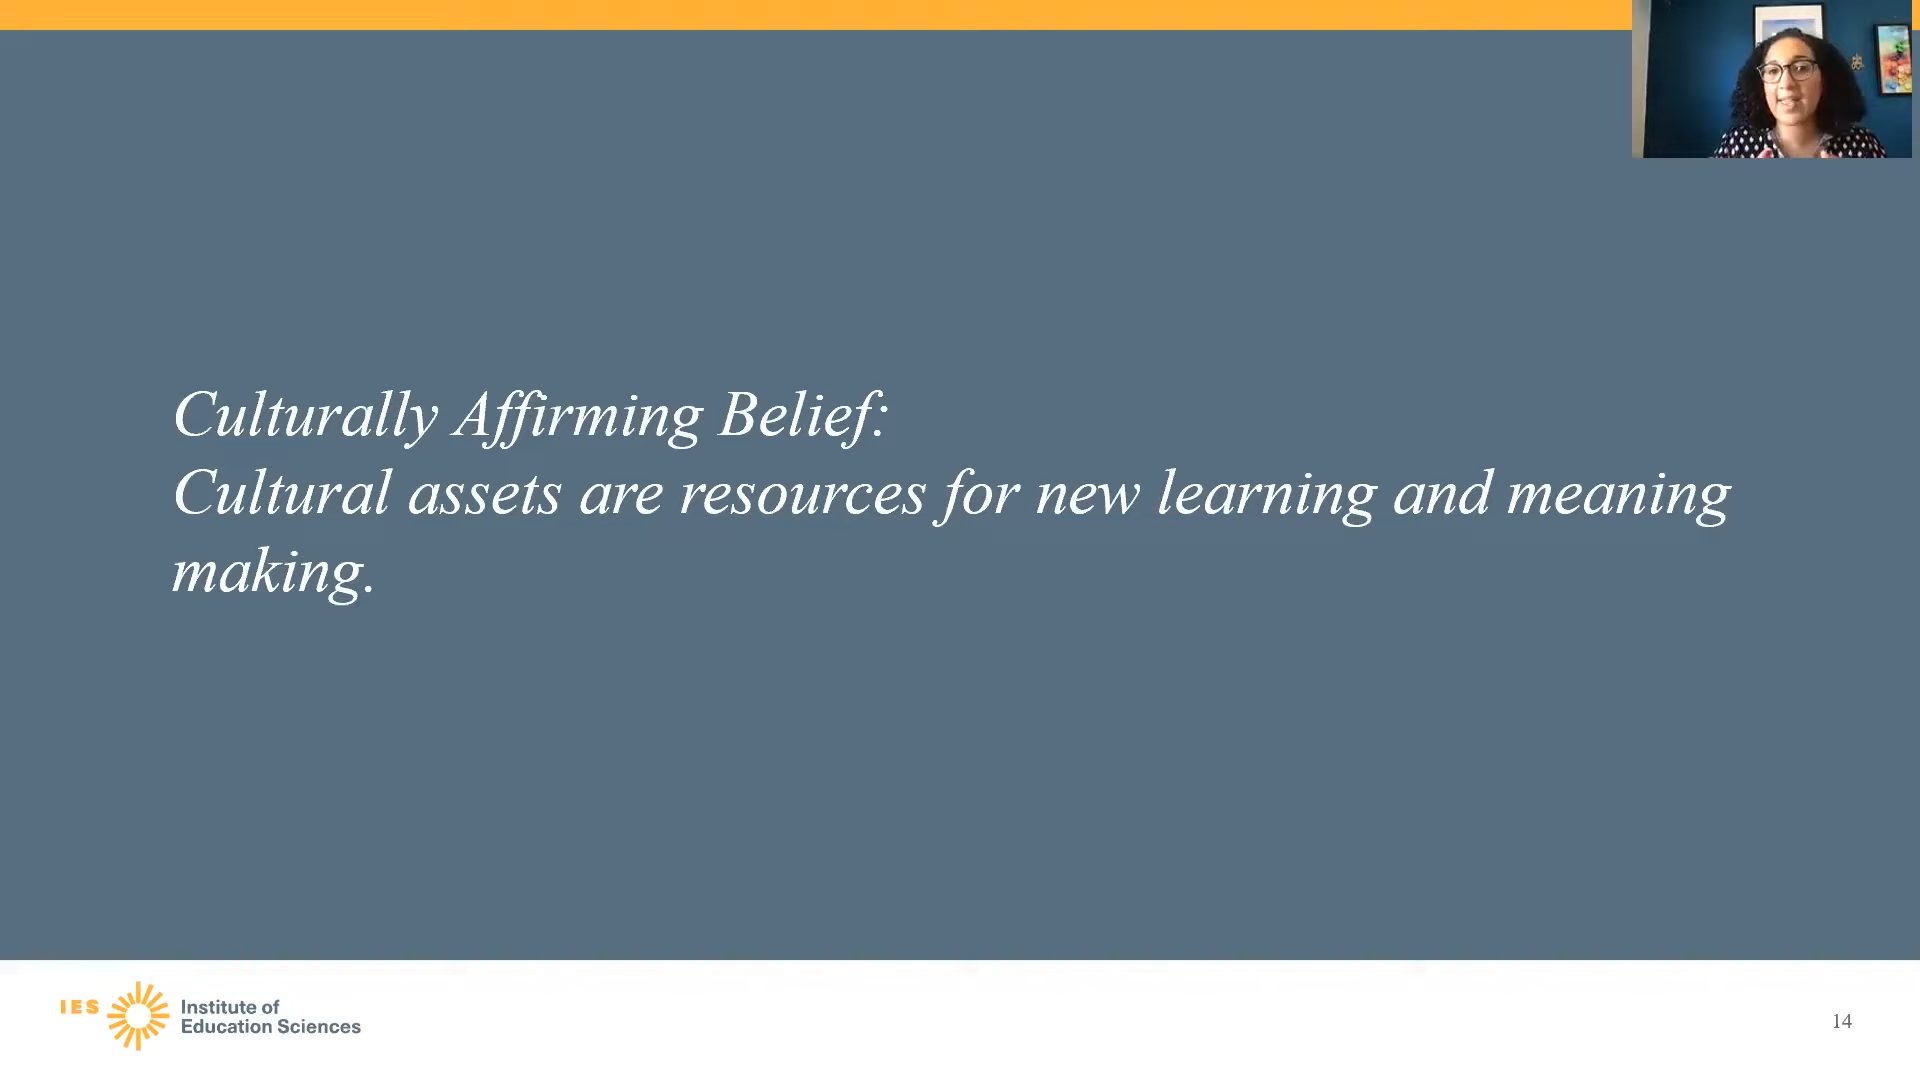 Culturally Affirming Belief:
Cultural assets are resources for new learning and meaning
making.
IES
Institute of
Education Sciences
14